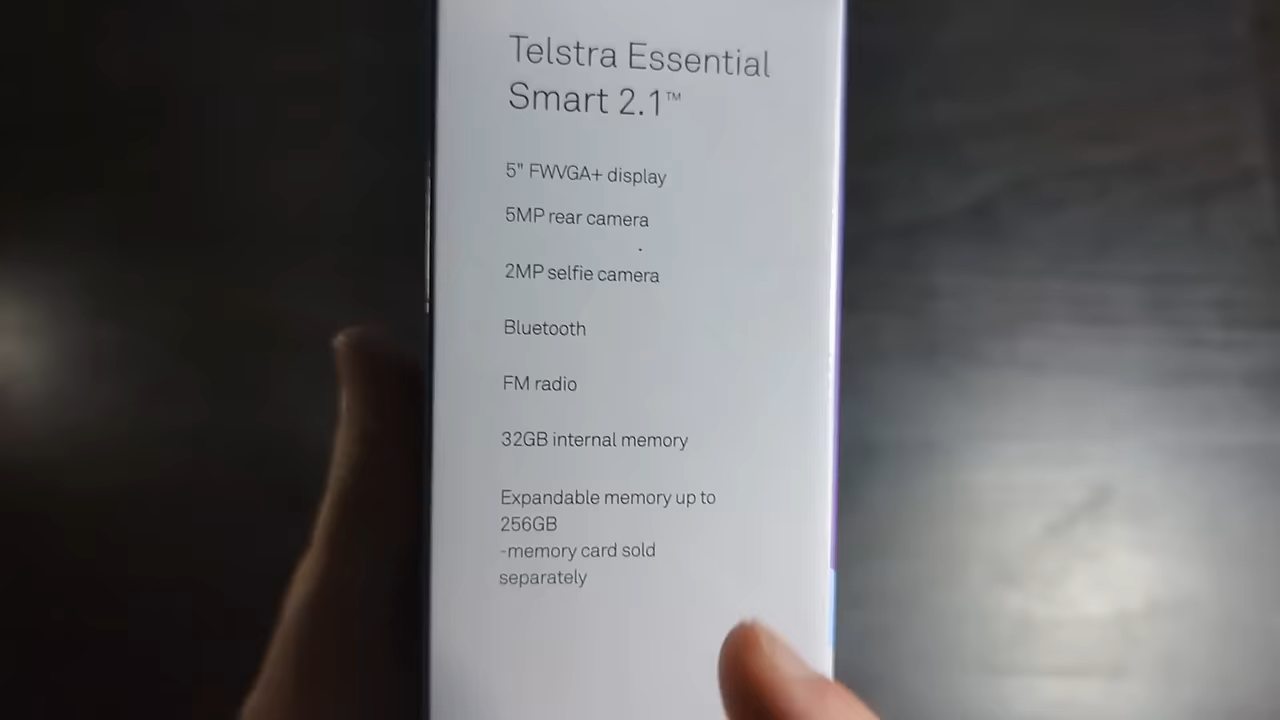 Telstra Essential
Smart 2.1™
5" FWVGA+ display
5MP rear camera
2MP selfie camera
Bluetooth
FM radio
32GB internal memory
Expandable memory up to
256GB
-memory card sold
separately